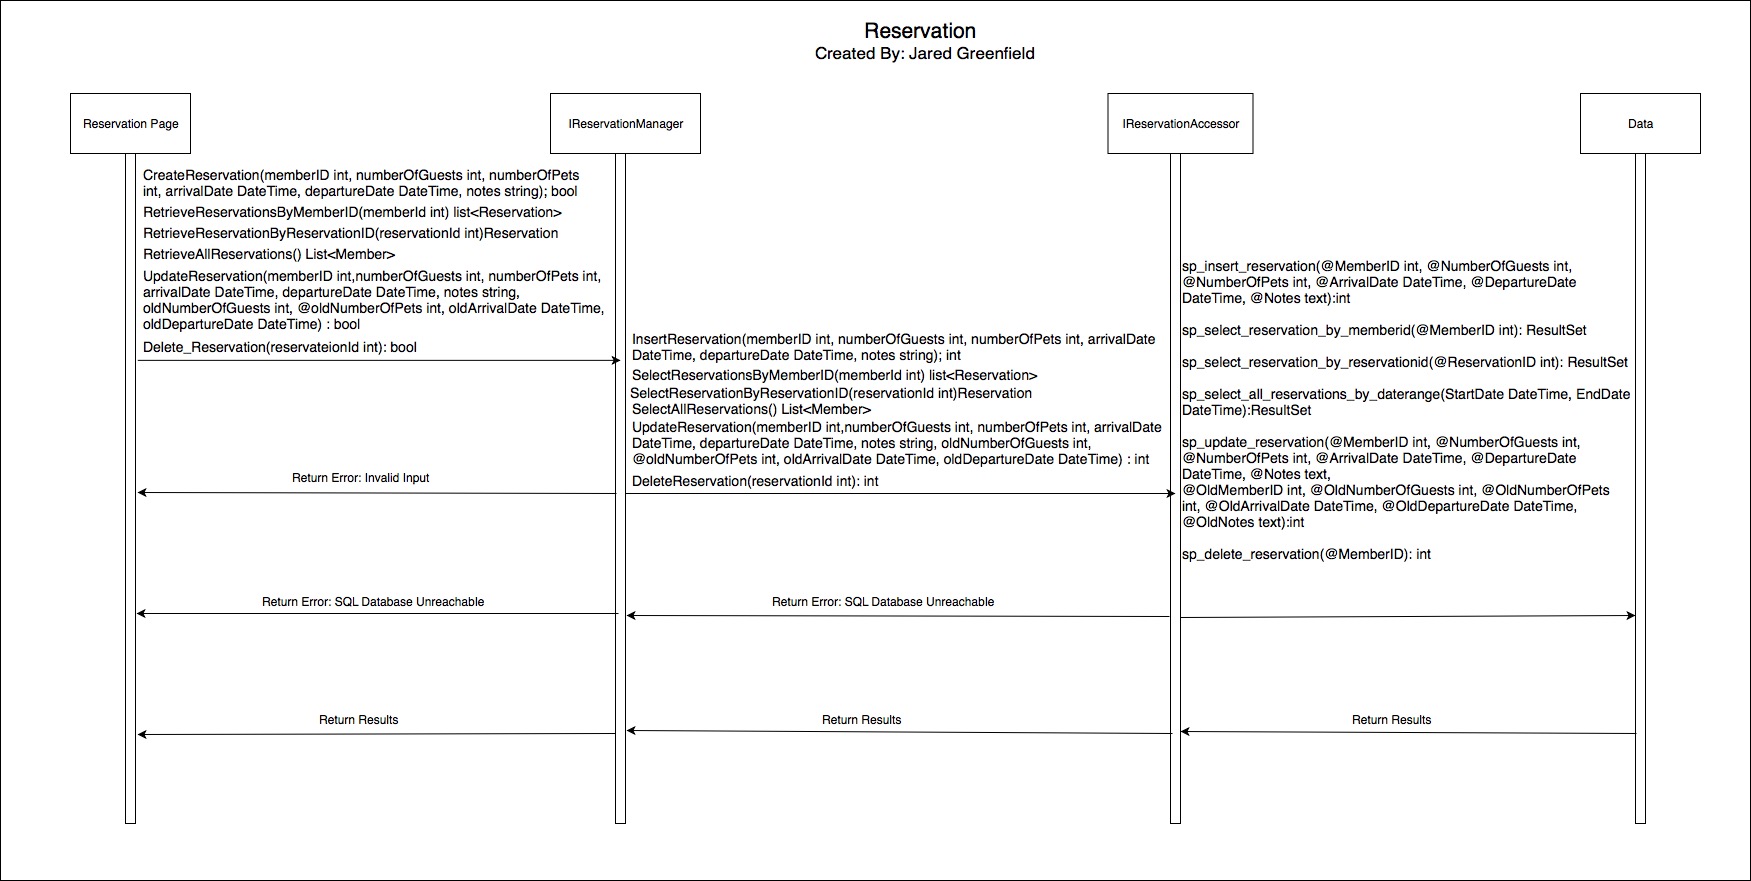 Reservation
Created By: Jared Greenfield
Reservation Page
IReservationManager
IReservationAccessor
Data
CreateReservation(memberID int, numberOfGuests int, numberOfPets
int, arrivalDate DateTime, departureDate DateTime, notes string); bool
RetrieveReservationsByMemberID(memberId int) list<Reservation>
RetrieveReservationByReservationID(reservationId int)Reservation
RetrieveAllReservations() List<Member>
UpdateReservation(memberID int,numberOfGuests int, numberOfPets int,
arrivalDate DateTime, departureDate DateTime, notes string,
oldNumberOfGuests int, @oldNumberOfPets int, oldArrivalDate DateTime,
oldDepartureDate DateTime) : bool
Delete_Reservation(reservateionId int): bool
InsertReservation(memberID int, numberOfGuests int, numberOfPets int, arrivalDate
DateTime, departureDate DateTime, notes string); int
SelectReservationsByMemberID(memberId int) list<Reservation>
SelectReservationByReservationID(reservationId int)Reservation
SelectAllReservations() List<Member>
UpdateReservation(memberID int,numberOfGuests int, numberOfPets int, arrivalDate
DateTime, departureDate DateTime, notes string, oldNumberOfGuests int,
@oldNumberOfPets int, oldArrivalDate DateTime, oldDepartureDate DateTime) : int
DeleteReservation(reservationId int): int
sp_insert_reservation(@MemberID int, @NumberOfGuests int,
@NumberOfPets int, @ArrivalDate DateTime, @DepartureDate
DateTime, @Notes text):int
sp_select_reservation_by_memberid(@MemberID int): ResultSet
sp_select_reservation_by_reservationid(@ReservationID int): ResultSet
sp_select_all_reservations_by_daterange(StartDate DateTime, EndDate
DateTime):ResultSet
sp_update_reservation(@MemberID int, @NumberOfGuests int,
@NumberOfPets int, @ArrivalDate DateTime, @DepartureDate
DateTime, @Notes text,
@OldMemberID int, @OldNumberOfGuests int, @OldNumberOfPets
int, @OldArrivalDate DateTime, @OldDepartureDate DateTime,
@OldNotes text):int
sp_delete_reservation(@MemberID): int
Return Error: Invalid Input
Return Error: SQL Database Unreachable
Return Error: SQL Database Unreachable
Return Results
Return Results
Return Results